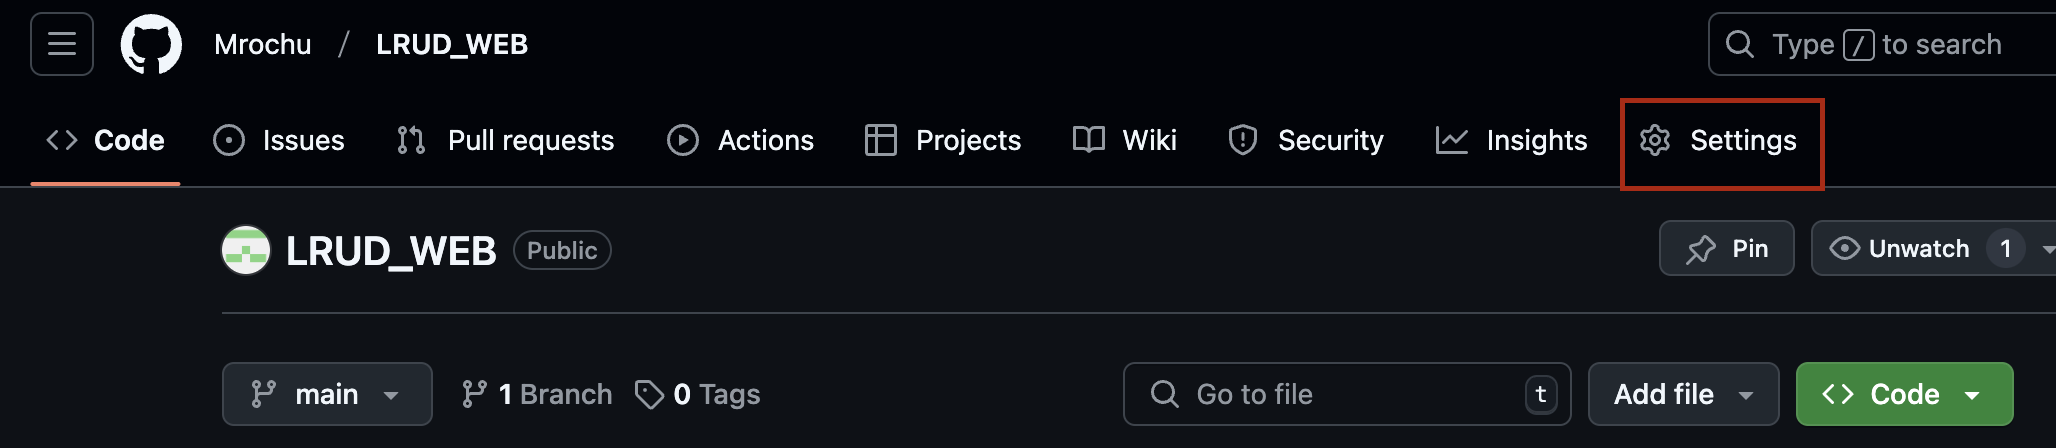 Mrochu / LRUD_WEB
Type / to search
Code Issues Pull requests Actions Projects Wiki Security Insights Settings
LRUD_WEB Public
Pin Unwatch 1
main 1 Branch 0 Tags Go to file t Add file Code